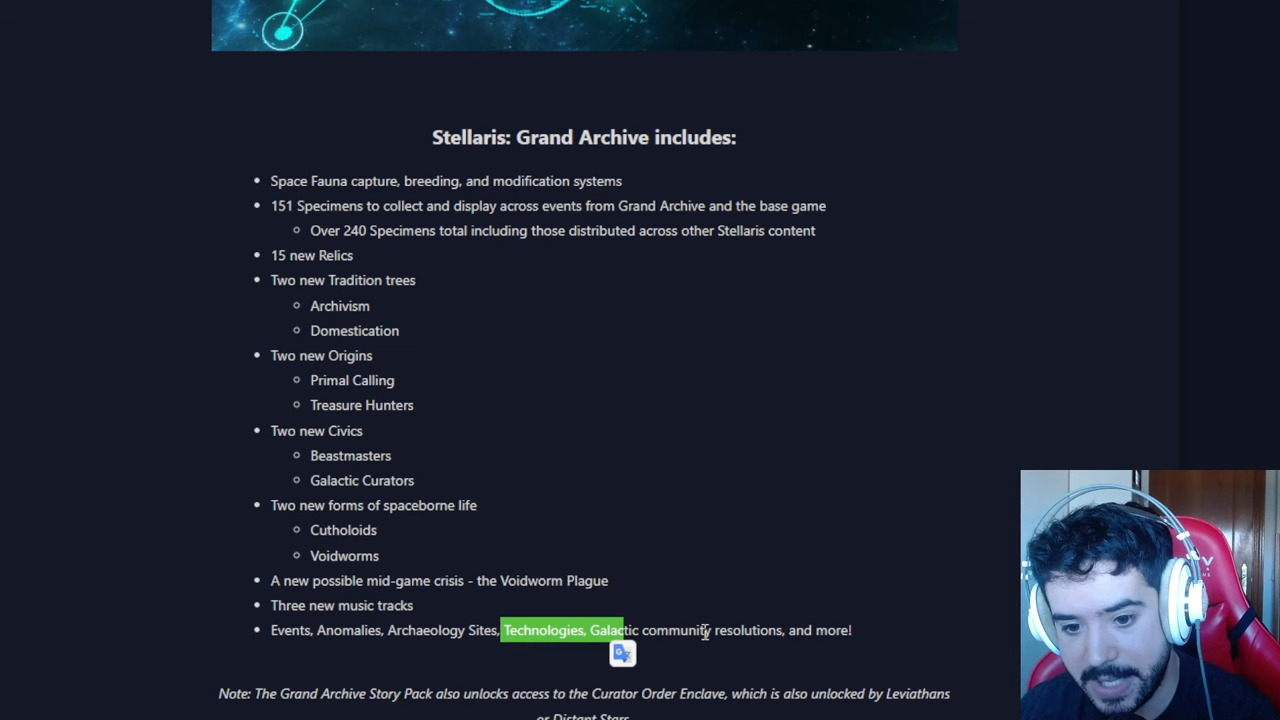 Stellaris: Grand Archive includes:
Space Fauna capture, breeding, and modification systems
151 Specimens to collect and display across events from Grand Archive and the base game
Over 240 Specimens total including those distributed across other Stellaris content
15 new Relics
Two new Tradition trees
Archivism
Domestication
Two new Origins
Primal Calling
Treasure Hunters
Two new Civics
Beastmasters
Galactic Curators
Two new forms of spaceborne life
Cutholoids
Voidworms
A new possible mid-game crisis - the Voidworm Plague
Three new music tracks
Events, Anomalies, Archaeology Sites, Technologies, Galactic community resolutions, and more!
Note: The Grand Archive Story Pack also unlocks access to the Curator Order Enclave, which is also unlocked by Leviathans
or Distant Stars